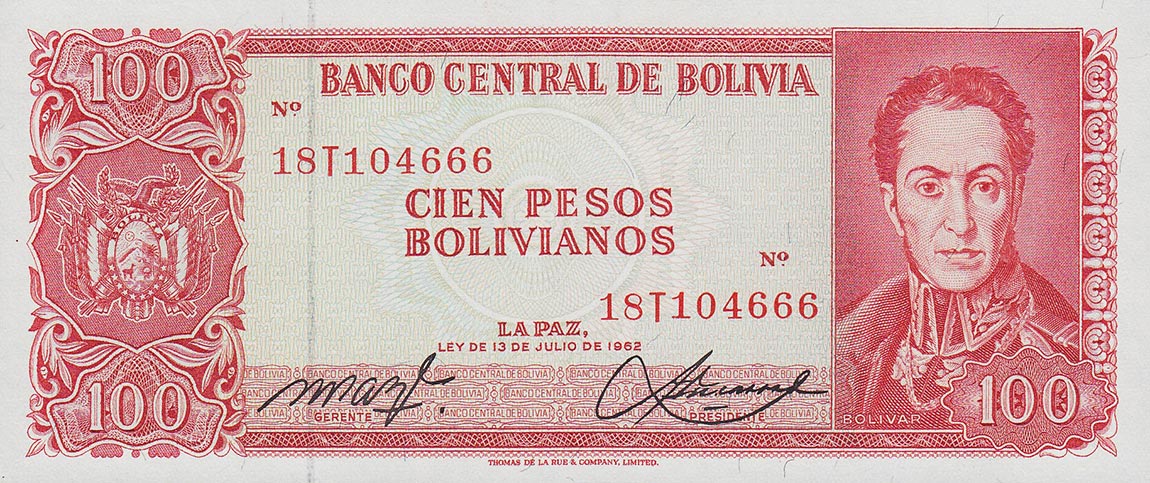 100
BANCO CENTRAL DE BOLIVIA
Nº
18T104666
CIEN PESOS
BOLIVIANOS
Nº
18T104666
LA PAZ,
LEY DE 13 DE JULIO DE 1962
GERENTE
PRESIDENTE
BOLIVAR
100
100
THOMAS DE LA RUE & COMPANY, LIMITED.